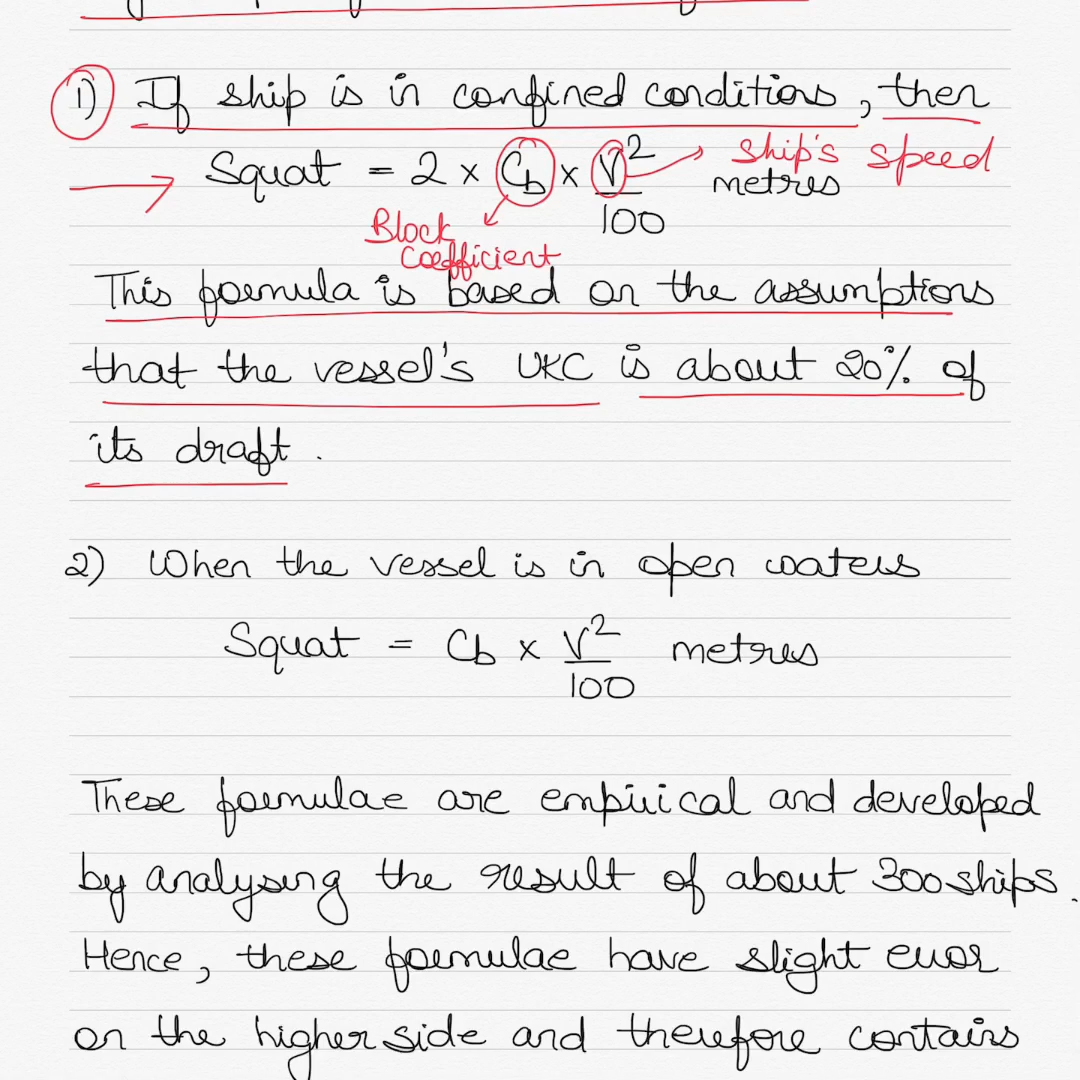 1) If ship is in confined conditions, then
Squat = 2 × Cb × V² metres
100
ship's speed
Block
coefficient
This formula is based on the assumptions
that the vessel's UKC is about 20% of
its draft.
2) When the vessel is in open waters
Squat = Cb × V² metres
100
These formulae are empirical and developed
by analysing the result of about 300 ships.
Hence, these formulae have slight error
on the higher side and therefore contains